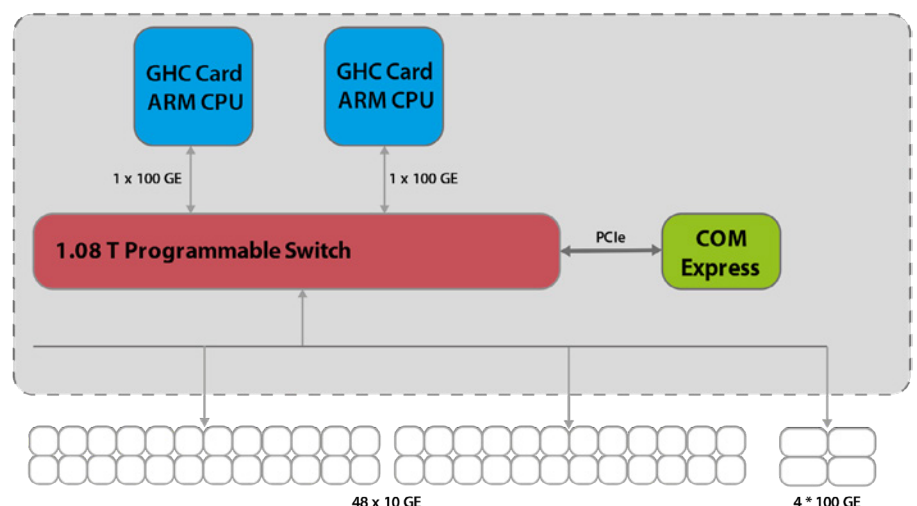 GHC Card
ARM CPU
GHC Card
ARM CPU
1 x 100 GE
1 x 100 GE
1.08 T Programmable Switch
PCIe
COM
Express
48 x 10 GE
4 * 100 GE